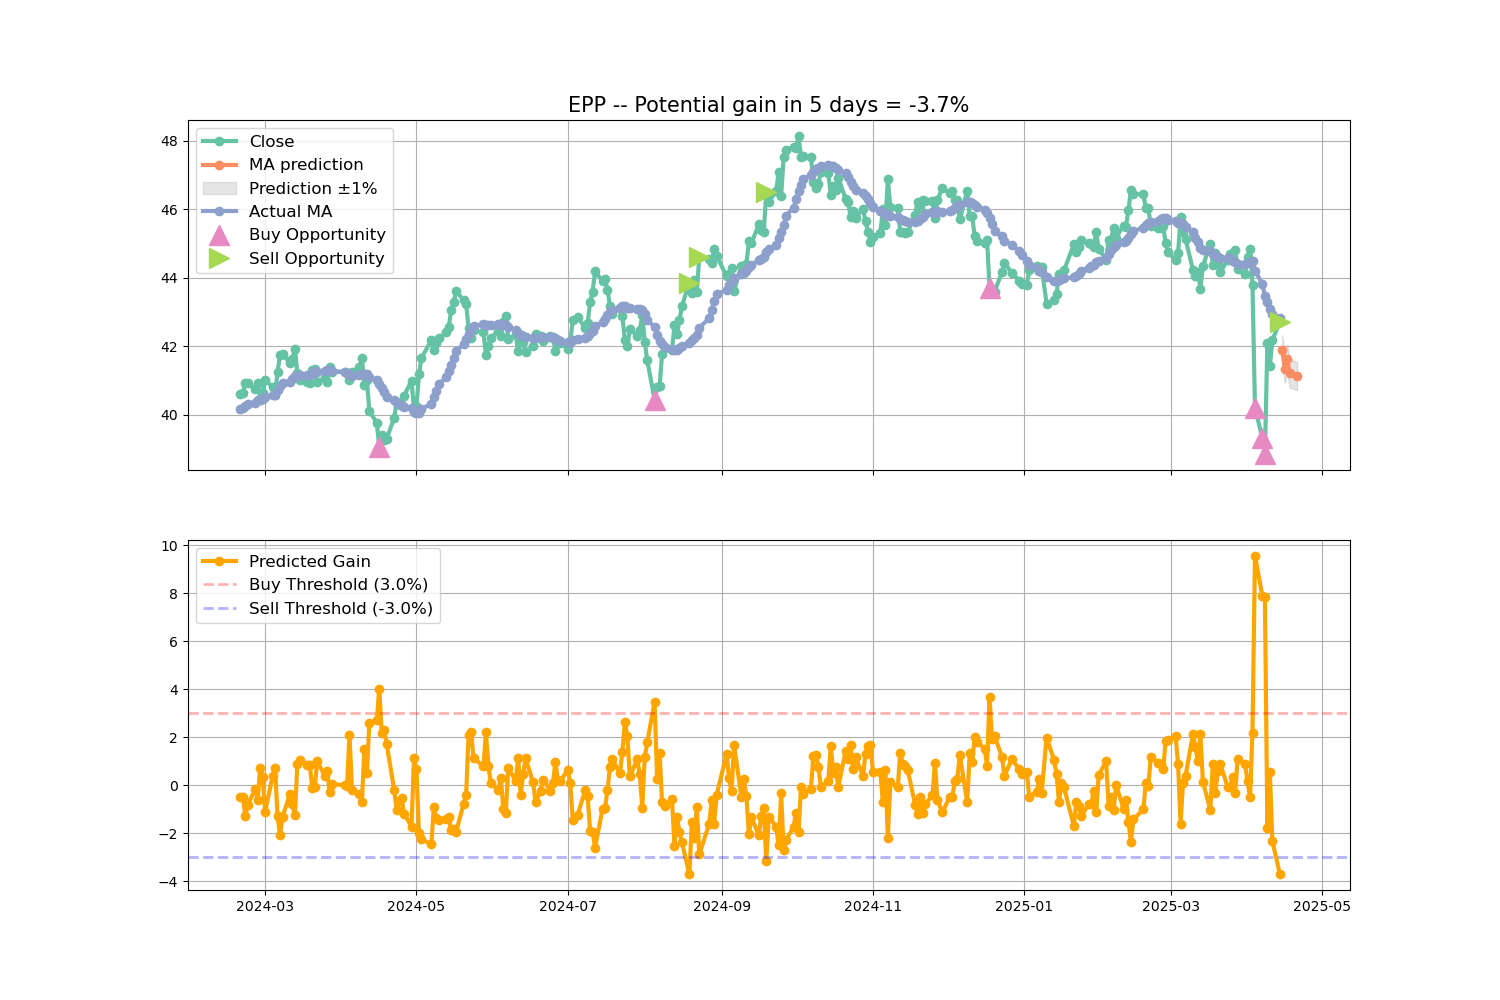 EPP -- Potential gain in 5 days = -3.7%
48
46
44
42
40
Close
MA prediction
Prediction ±1%
Actual MA
Buy Opportunity
Sell Opportunity
10
8
6
4
2
0
−2
−4
Predicted Gain
Buy Threshold (3.0%)
Sell Threshold (-3.0%)
2024-03
2024-05
2024-07
2024-09
2024-11
2025-01
2025-03
2025-05